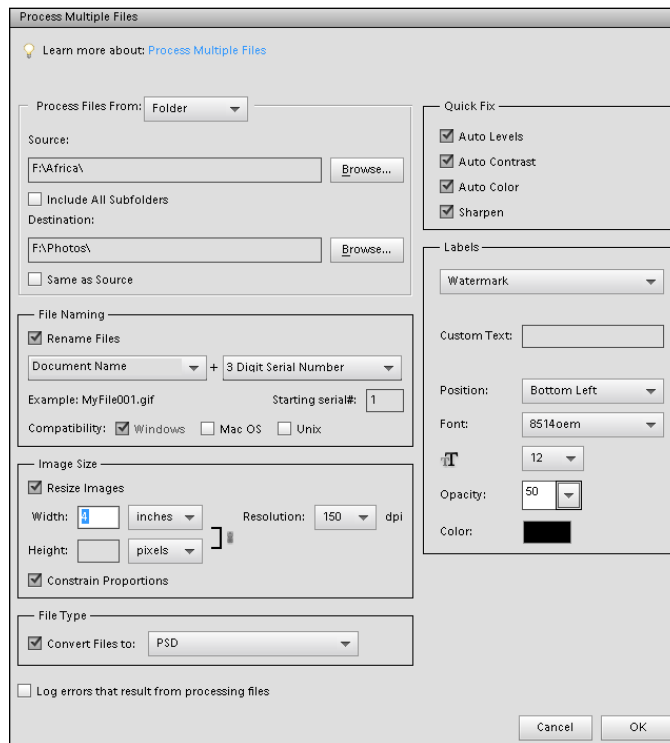 Process Multiple Files
Learn more about: Process Multiple Files
Process Files From: Folder
Source:
F:\Africa\
Browse...
Include All Subfolders
Destination:
F:\Photos\
Browse...
Same as Source
File Naming
Rename Files
Document Name + 3 Digit Serial Number
Example: MyFile001.gif Starting serial#: 1
Compatibility: Windows Mac OS Unix
Image Size
Resize Images
Width: 4 inches Resolution: 150 dpi
Height: pixels
Constrain Proportions
File Type
Convert Files to: PSD
Log errors that result from processing files
Quick Fix
Auto Levels
Auto Contrast
Auto Color
Sharpen
Labels
Watermark
Custom Text:
Position: Bottom Left
Font: 8514oem
TT 12
Opacity: 50
Color:
Cancel OK